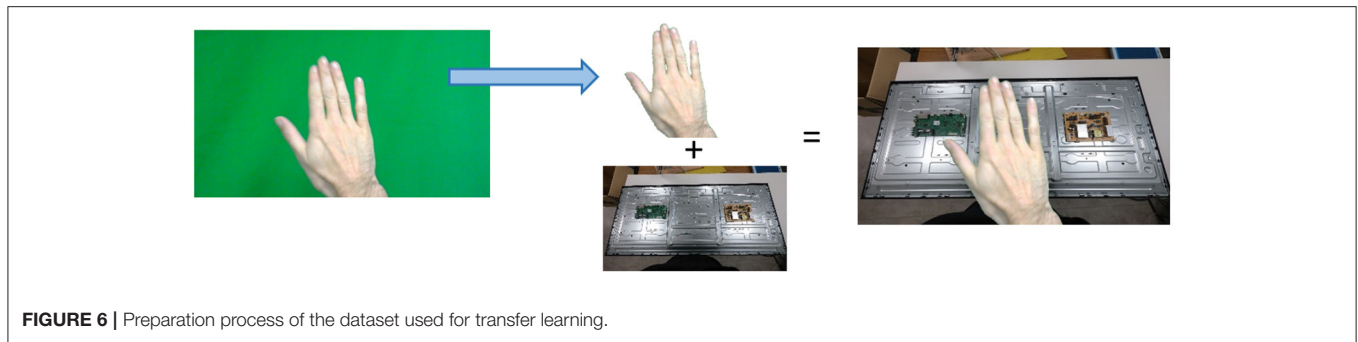 +
=
FIGURE 6 | Preparation process of the dataset used for transfer learning.